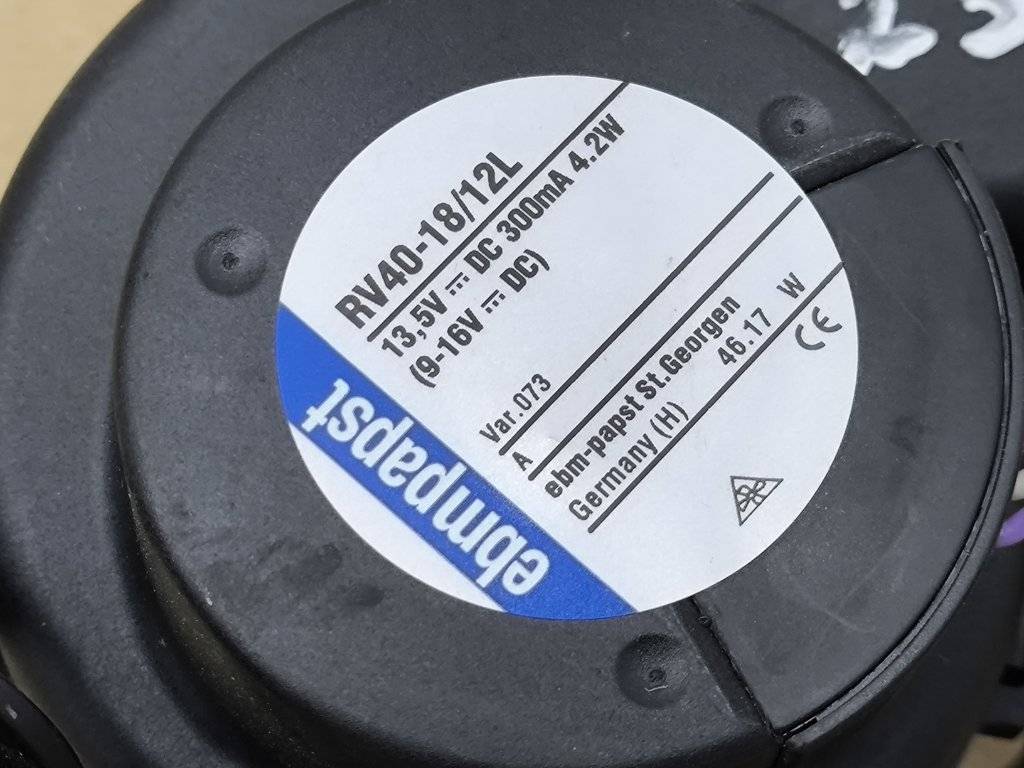 RV40-18/12L
13,5V ⎓ DC 300mA 4.2W
(9-16V ⎓ DC)
Var.073
A
ebm-papst St.Georgen
Germany (H) 46.17 W
CE
ebmpapst